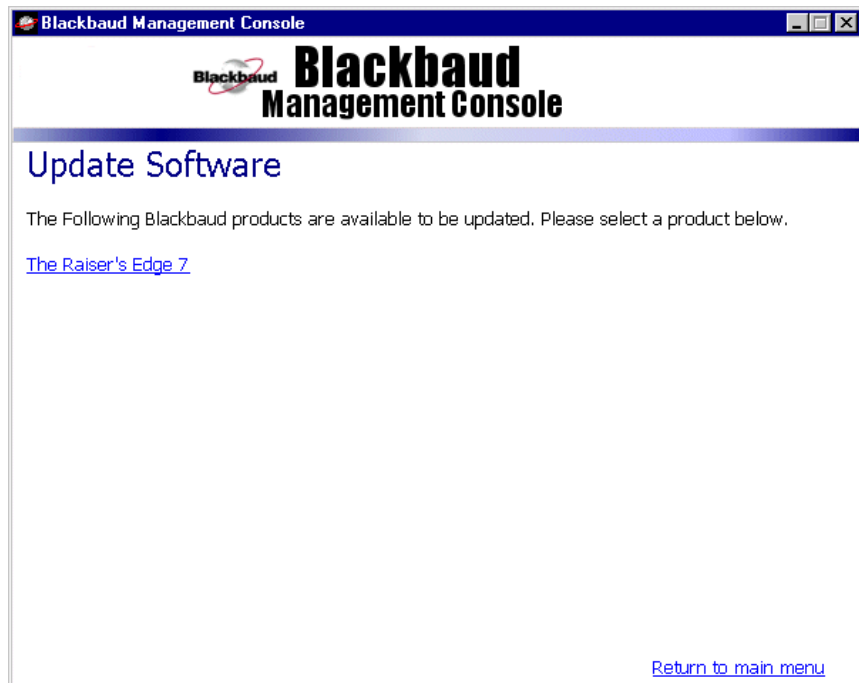 Blackbaud Management Console
Blackbaud
Blackbaud
Management Console
Update Software
The Following Blackbaud products are available to be updated. Please select a product below.
The Raiser's Edge 7
Return to main menu